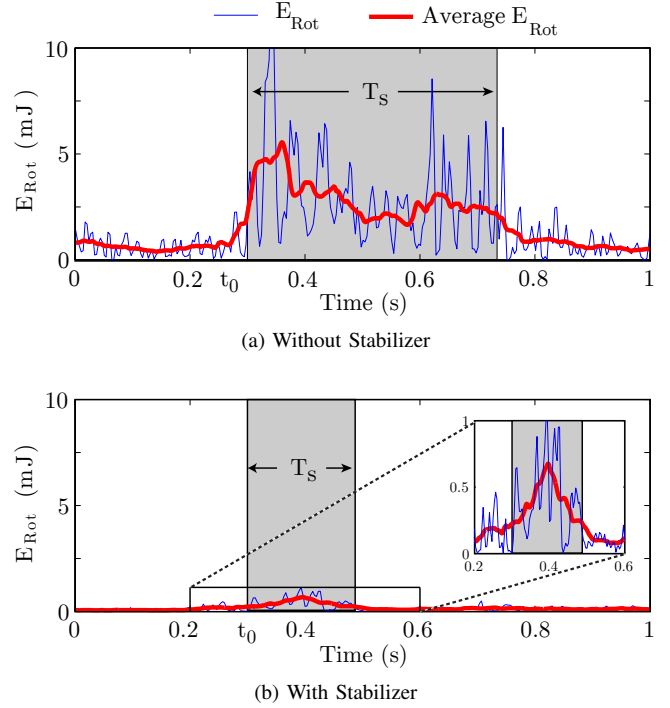 E_Rot Average E_Rot
10
T_S
5
E_Rot (mJ)
0
0 0.2 t_0 0.4 0.6 0.8 1
Time (s)
(a) Without Stabilizer
10
1
T_S
0.5
5
E_Rot (mJ)
0
0.2 0.4 0.6
0
0 0.2 t_0 0.4 0.6 0.8 1
Time (s)
(b) With Stabilizer